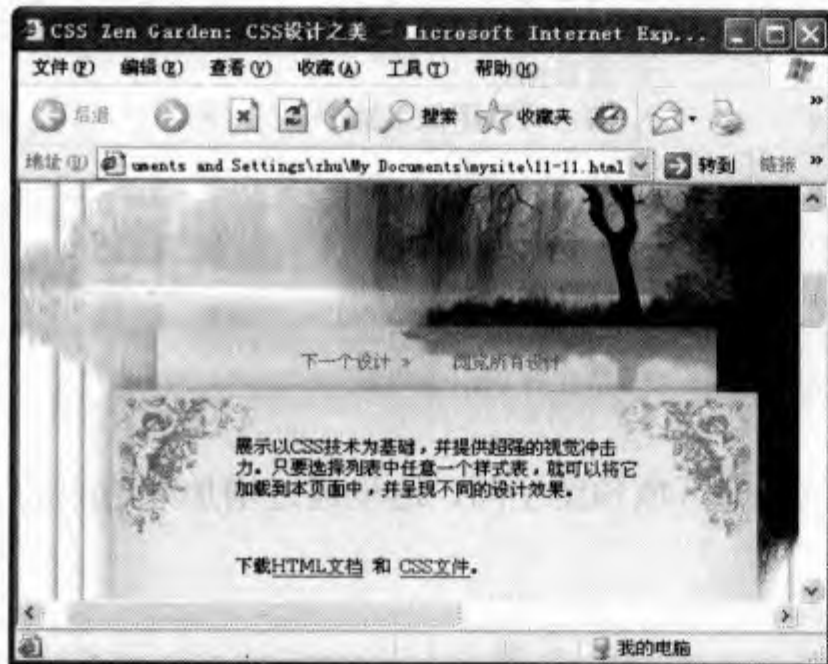 CSS Zen Garden: CSS设计之美 - Microsoft Internet Exp...
文件(F) 编辑(E) 查看(V) 收藏(A) 工具(T) 帮助(H)
后退 搜索 收藏夹 »
地址(D) uments and Settings\zhu\My Documents\mysite\11-11.html 转到 链接 »
下一个设计 » 阅览所有设计
展示以CSS技术为基础，并提供超强的视觉冲击
力。只要选择列表中任意一个样式表，就可以将它
加载到本页面中，并呈现不同的设计效果。
下载HTML文档 和 CSS文件。
我的电脑